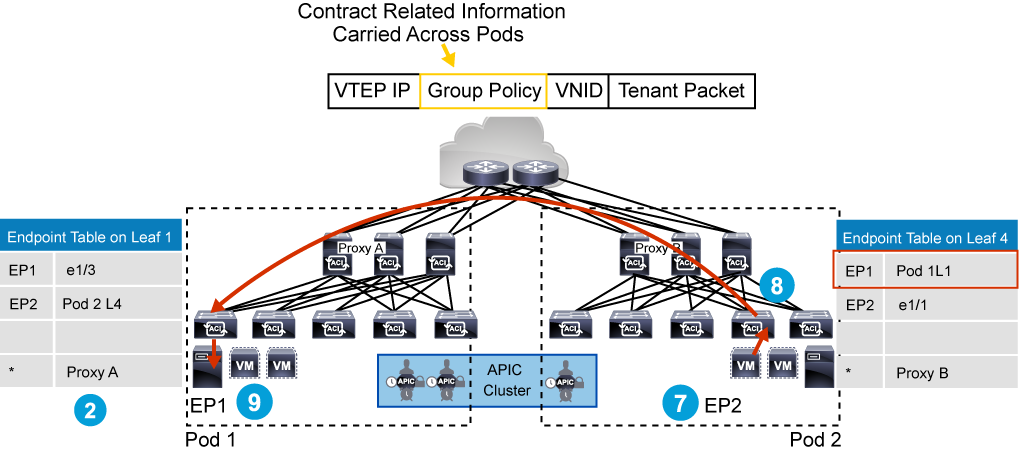 Contract Related Information
Carried Across Pods
VTEP IP Group Policy VNID Tenant Packet
Endpoint Table on Leaf 1
EP1 e1/3
EP2 Pod 2 L4
* Proxy A
2
Proxy A
ACI ACI ACI
ACI ACI ACI ACI ACI
VM VM
EP1 9
Pod 1
APIC APIC APIC
APIC
Cluster
Proxy B
ACI ACI ACI
8
ACI ACI ACI ACI ACI
VM VM
7 EP2
Pod 2
Endpoint Table on Leaf 4
EP1 Pod 1L1
EP2 e1/1
* Proxy B